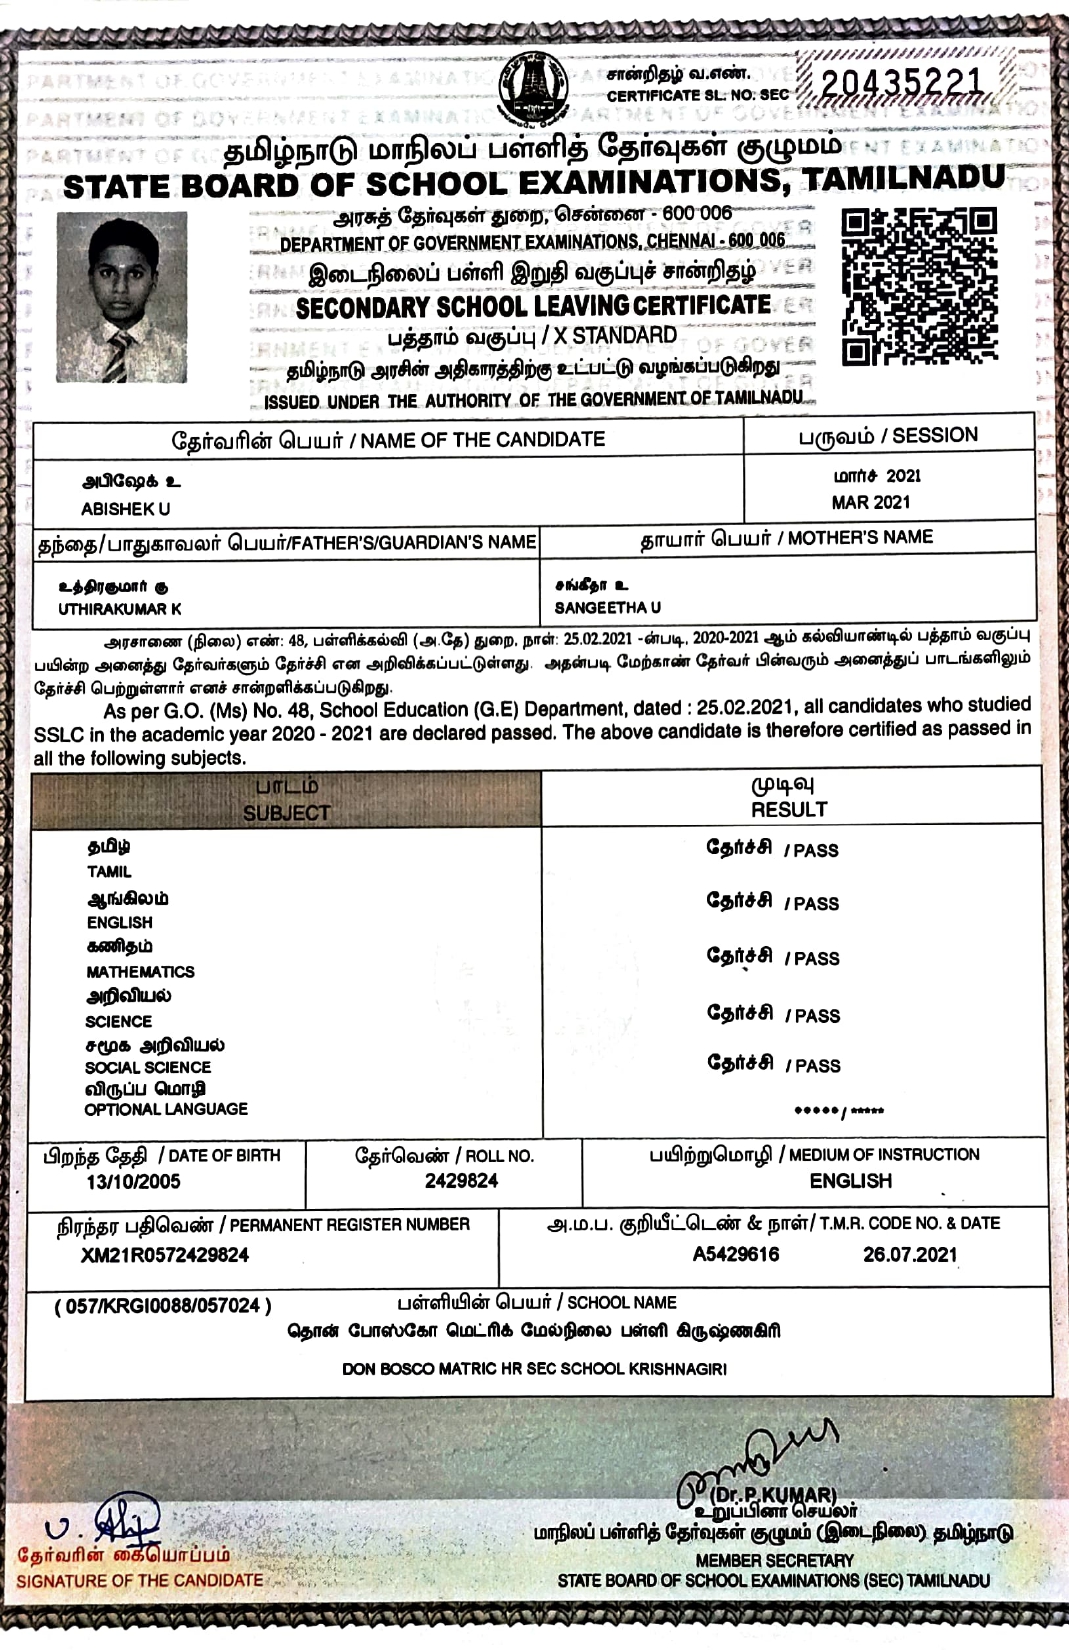 சான்றிதழ் வ.எண்.
CERTIFICATE SL. NO. SEC 20435221
தமிழ்நாடு மாநிலப் பள்ளித் தேர்வுகள் குழுமம்
STATE BOARD OF SCHOOL EXAMINATIONS, TAMILNADU
அரசுத் தேர்வுகள் துறை, சென்னை - 600 006
DEPARTMENT OF GOVERNMENT EXAMINATIONS, CHENNAI - 600 006
இடைநிலைப் பள்ளி இறுதி வகுப்புச் சான்றிதழ்
SECONDARY SCHOOL LEAVING CERTIFICATE
பத்தாம் வகுப்பு / X STANDARD
தமிழ்நாடு அரசின் அதிகாரத்திற்கு உட்பட்டு வழங்கப்படுகிறது
ISSUED UNDER THE AUTHORITY OF THE GOVERNMENT OF TAMILNADU
தேர்வரின் பெயர் / NAME OF THE CANDIDATE பருவம் / SESSION
அபிஷேக் உ மார்ச் 2021
ABISHEK U MAR 2021
தந்தை/பாதுகாவலர் பெயர்/FATHER'S/GUARDIAN'S NAME தாயார் பெயர் / MOTHER'S NAME
உத்திரகுமார் கு சங்கீதா உ
UTHIRAKUMAR K SANGEETHA U
அரசாணை (நிலை) எண்: 48, பள்ளிக்கல்வி (அ.தே) துறை, நாள்: 25.02.2021 -ன்படி, 2020-2021 ஆம் கல்வியாண்டில் பத்தாம் வகுப்பு
பயின்ற அனைத்து தேர்வர்களும் தேர்ச்சி என அறிவிக்கப்பட்டுள்ளது. அதன்படி மேற்காண் தேர்வர் பின்வரும் அனைத்துப் பாடங்களிலும்
தேர்ச்சி பெற்றுள்ளார் எனச் சான்றளிக்கப்படுகிறது.
As per G.O. (Ms) No. 48, School Education (G.E) Department, dated : 25.02.2021, all candidates who studied
SSLC in the academic year 2020 - 2021 are declared passed. The above candidate is therefore certified as passed in
all the following subjects.
பாடம் முடிவு
SUBJECT RESULT
தமிழ் தேர்ச்சி / PASS
TAMIL
ஆங்கிலம் தேர்ச்சி / PASS
ENGLISH
கணிதம் தேர்ச்சி / PASS
MATHEMATICS
அறிவியல் தேர்ச்சி / PASS
SCIENCE
சமூக அறிவியல் தேர்ச்சி / PASS
SOCIAL SCIENCE
விருப்ப மொழி
OPTIONAL LANGUAGE *****/*****
பிறந்த தேதி / DATE OF BIRTH தேர்வெண் / ROLL NO. பயிற்றுமொழி / MEDIUM OF INSTRUCTION
13/10/2005 2429824 ENGLISH
நிரந்தர பதிவெண் / PERMANENT REGISTER NUMBER அ.ம.ப. குறியீட்டெண் & நாள்/ T.M.R. CODE NO. & DATE
XM21R0572429824 A5429616 26.07.2021
( 057/KRGI0088/057024 ) பள்ளியின் பெயர் / SCHOOL NAME
தொன் போஸ்கோ மெட்ரிக் மேல்நிலை பள்ளி கிருஷ்ணகிரி
DON BOSCO MATRIC HR SEC SCHOOL KRISHNAGIRI
(Dr. P. KUMAR)
உறுப்பினர் செயலர்
மாநிலப் பள்ளித் தேர்வுகள் குழுமம் (இடைநிலை) தமிழ்நாடு
தேர்வரின் கையொப்பம் MEMBER SECRETARY
SIGNATURE OF THE CANDIDATE STATE BOARD OF SCHOOL EXAMINATIONS (SEC) TAMILNADU